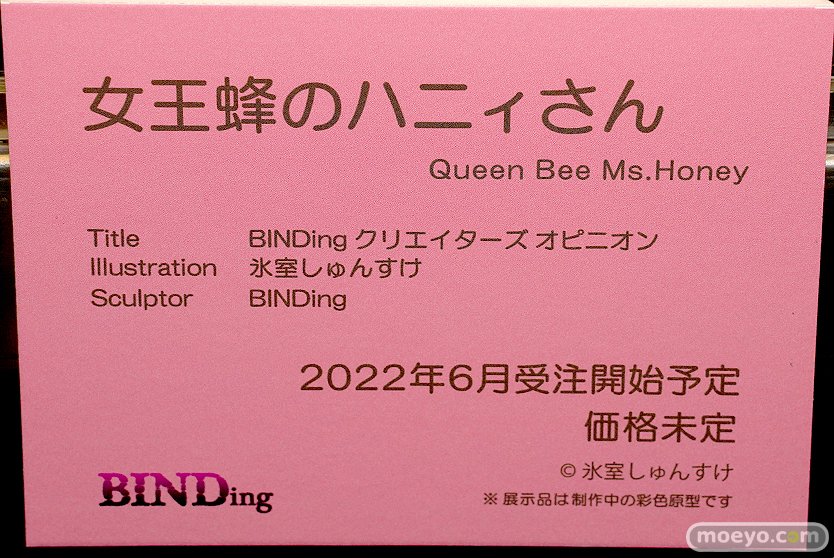 女王蜂のハニィさん
Queen Bee Ms.Honey
Title BINDing クリエイターズ オピニオン
Illustration 氷室しゅんすけ
Sculptor BINDing
2022年6月受注開始予定
価格未定
© 氷室しゅんすけ
BINDing
※展示品は制作中の彩色原型です
moeyo.com